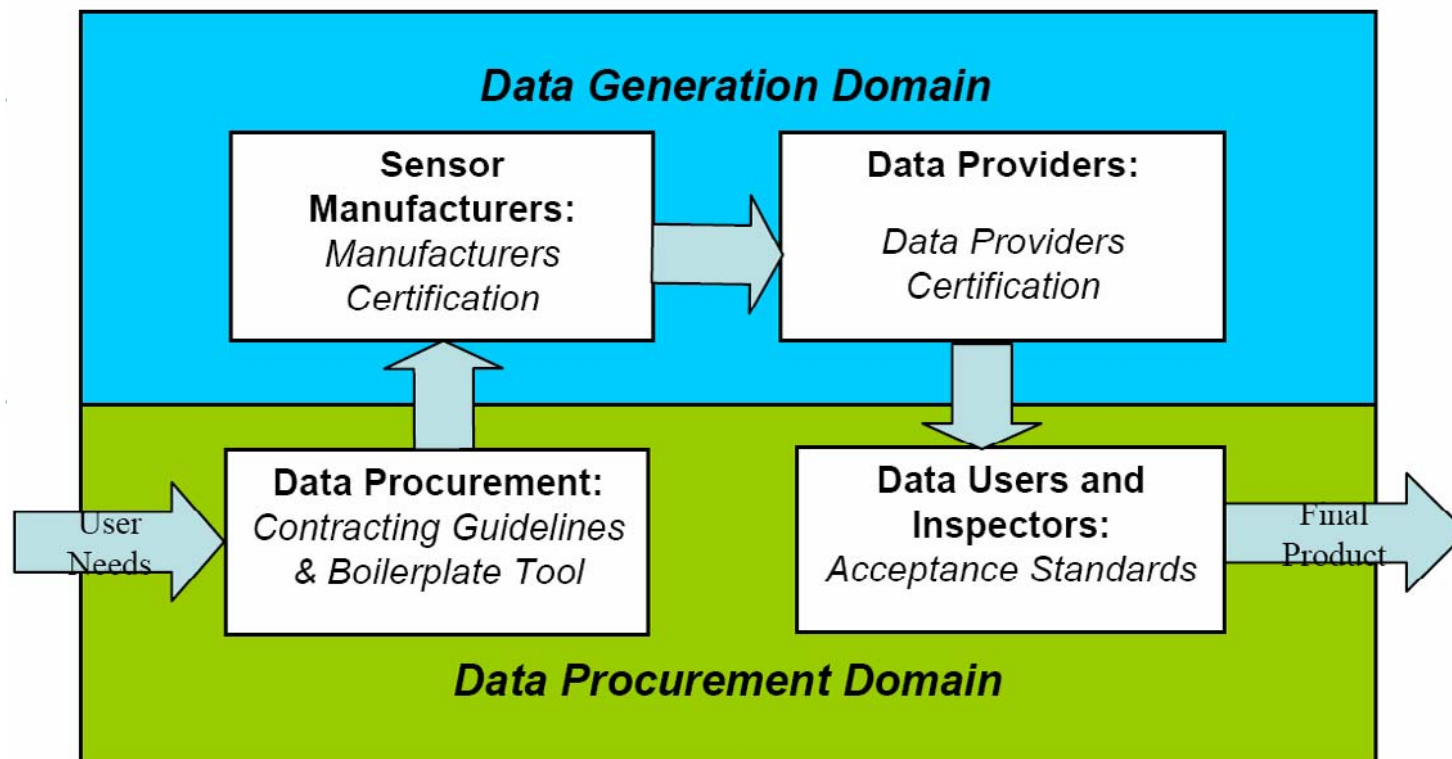 Data Generation Domain
Sensor
Manufacturers:
Manufacturers
Certification
Data Providers:
Data Providers
Certification
User
Needs
Data Procurement:
Contracting Guidelines
& Boilerplate Tool
Data Users and
Inspectors:
Acceptance Standards
Final
Product
Data Procurement Domain